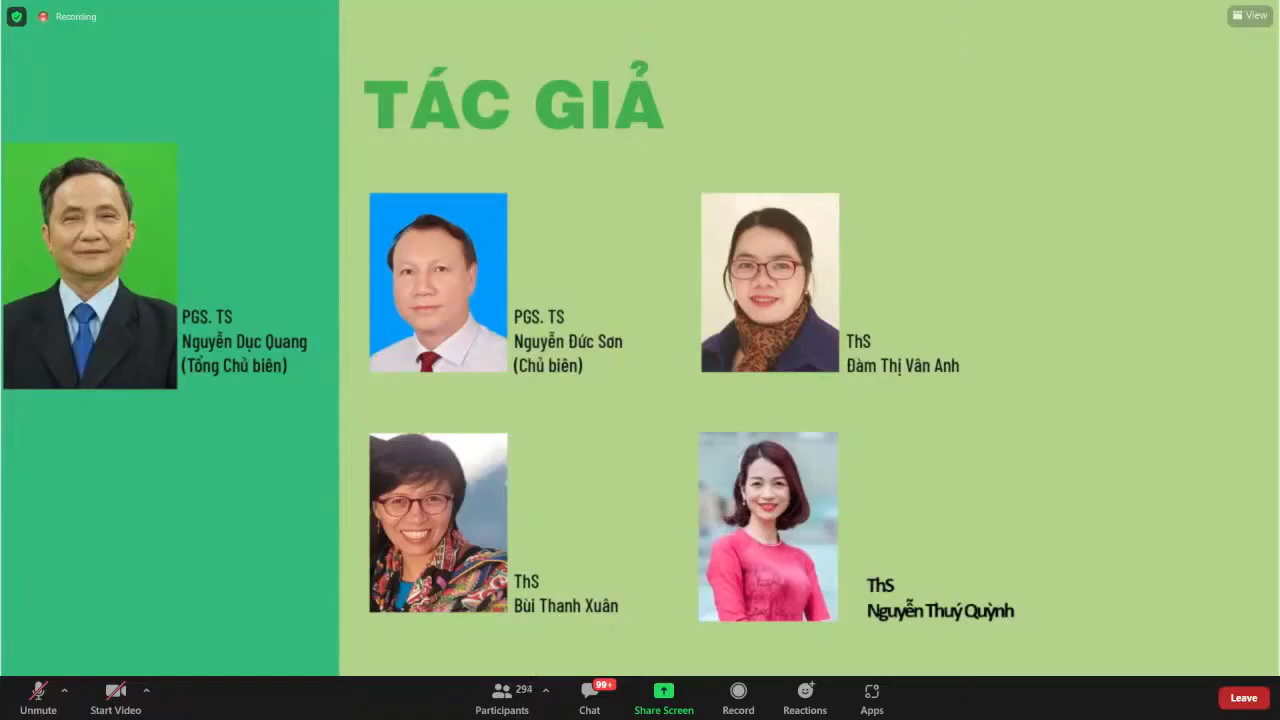 Recording
View
TÁC GIẢ
PGS. TS
Nguyễn Dục Quang
(Tổng Chủ biên)
PGS. TS
Nguyễn Đức Sơn
(Chủ biên)
ThS
Đàm Thị Vân Anh
ThS
Bùi Thanh Xuân
ThS
Nguyễn Thuý Quỳnh
Unmute
Start Video
294
Participants
99+
Chat
Share Screen
Record
Reactions
Apps
Leave